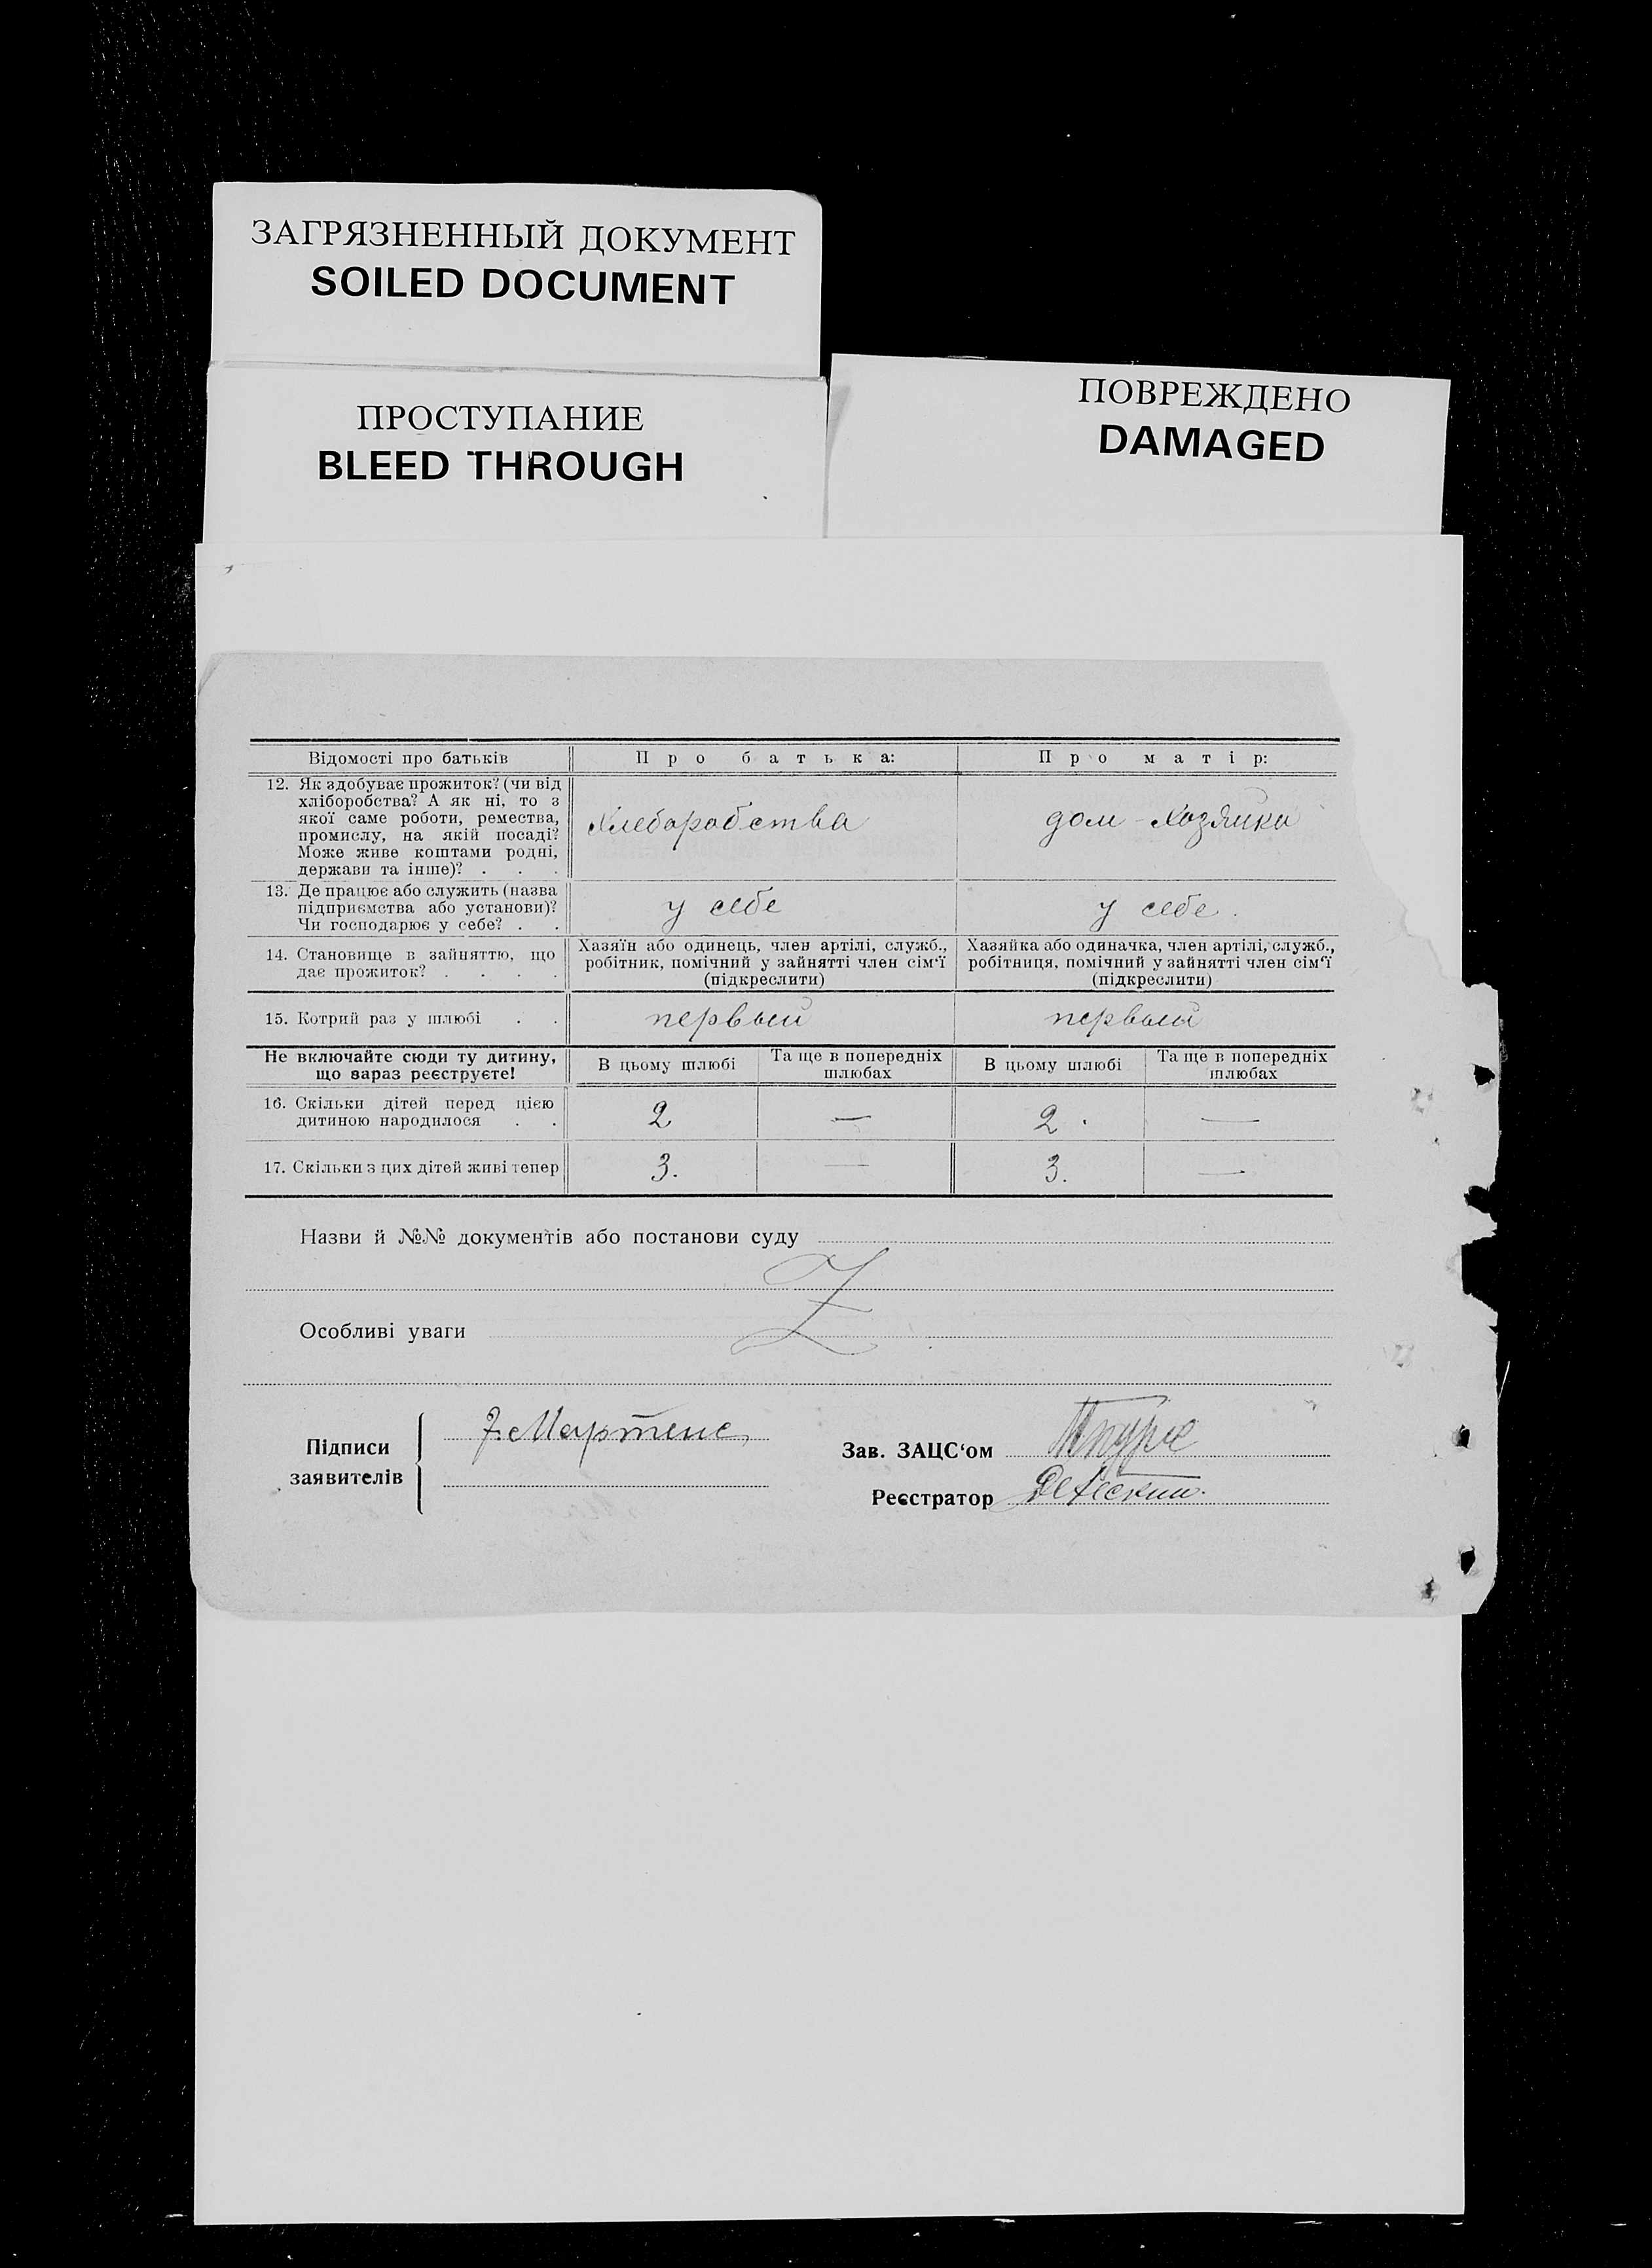 ЗАГРЯЗНЕННЫЙ ДОКУМЕНТ
SOILED DOCUMENT
ПРОСТУПАНИЕ
BLEED THROUGH
ПОВРЕЖДЕНО
DAMAGED
Відомості про батьків Про батька: Про матір:
12. Як здобуває прожиток? (чи від
хліборобства? А як ні, то з
якої саме роботи, ремества,
промислу, на якій посаді?
Може живе коштами родні,
держави та інше)? . . .
Хлеборобства
дом-Хозяйка
13. Де працює або служить (назва
підприємства або установи)?
Чи господарює у себе? . .
у себе
у себе.
14. Становище в зайняттю, що
дає прожиток? . . . .
Хазяїн або одинець, член артілі, служб.,
робітник, помічний у зайнятті член сім‘ї
(підкреслити)
Хазяйка або одиначка, член артілі, служб.,
робітниця, помічний у зайнятті член сім‘ї
(підкреслити)
15. Котрий раз у шлюбі . . первый первый
Не включайте сюди ту дитину,
що зараз реєструєте!
В цьому шлюбі
Та ще в попередніх
шлюбах
В цьому шлюбі
Та ще в попередніх
шлюбах
16. Скільки дітей перед цією
дитиною народилося . .
2 — 2. —
17. Скільки з цих дітей живі тепер 3. — 3. —
Назви й №№ документів або постанови суду
Z
Особливі уваги
Підписи
заявителів
Мартенс
Зав. ЗАЦС‘ом
Реєстратор